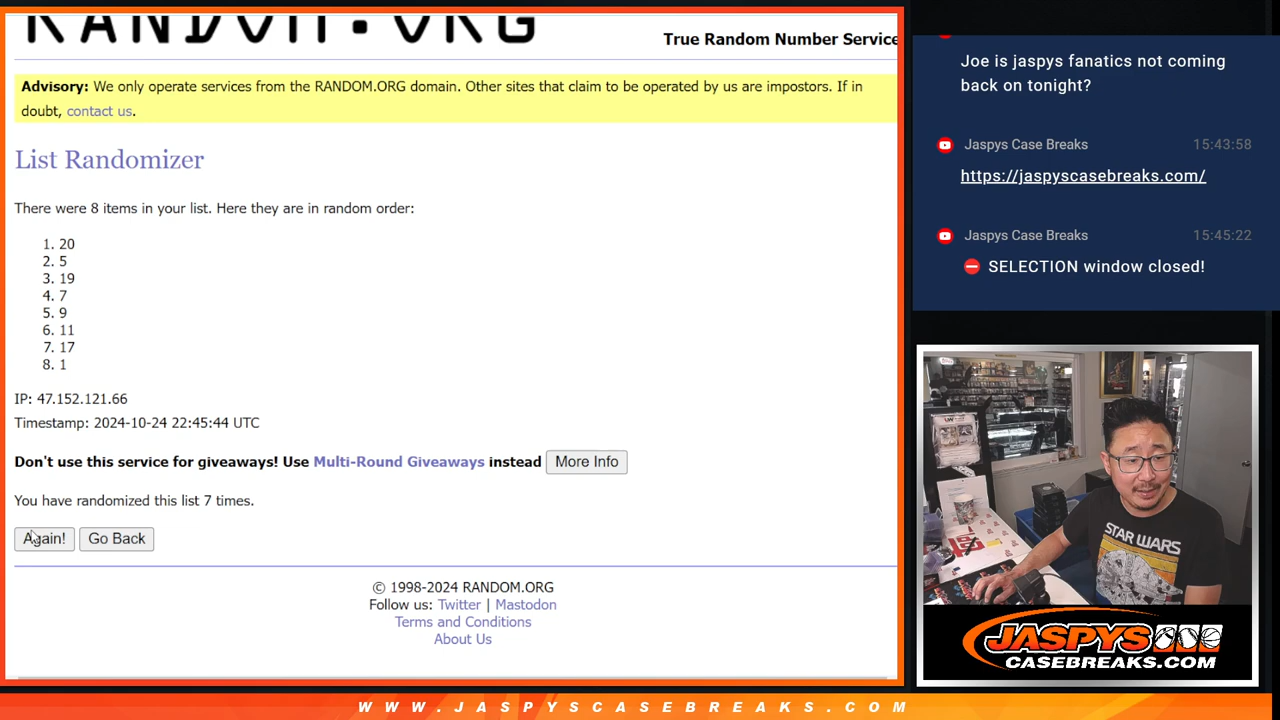 RANDOM.ORG
True Random Number Service
Advisory: We only operate services from the RANDOM.ORG domain. Other sites that claim to be operated by us are impostors. If in
doubt, contact us.
List Randomizer
There were 8 items in your list. Here they are in random order:
1. 20
2. 5
3. 19
4. 7
5. 9
6. 11
7. 17
8. 1
IP: 47.152.121.66
Timestamp: 2024-10-24 22:45:44 UTC
Don't use this service for giveaways! Use Multi-Round Giveaways instead More Info
You have randomized this list 7 times.
Again! Go Back
© 1998-2024 RANDOM.ORG
Follow us: Twitter | Mastodon
Terms and Conditions
About Us
Joe is jaspys fanatics not coming
back on tonight?
Jaspys Case Breaks 15:43:58
https://jaspyscasebreaks.com/
Jaspys Case Breaks 15:45:22
SELECTION window closed!
STAR WARS
JASPYS
CASEBREAKS.COM
WWW.JASPYSCASEBREAKS.COM